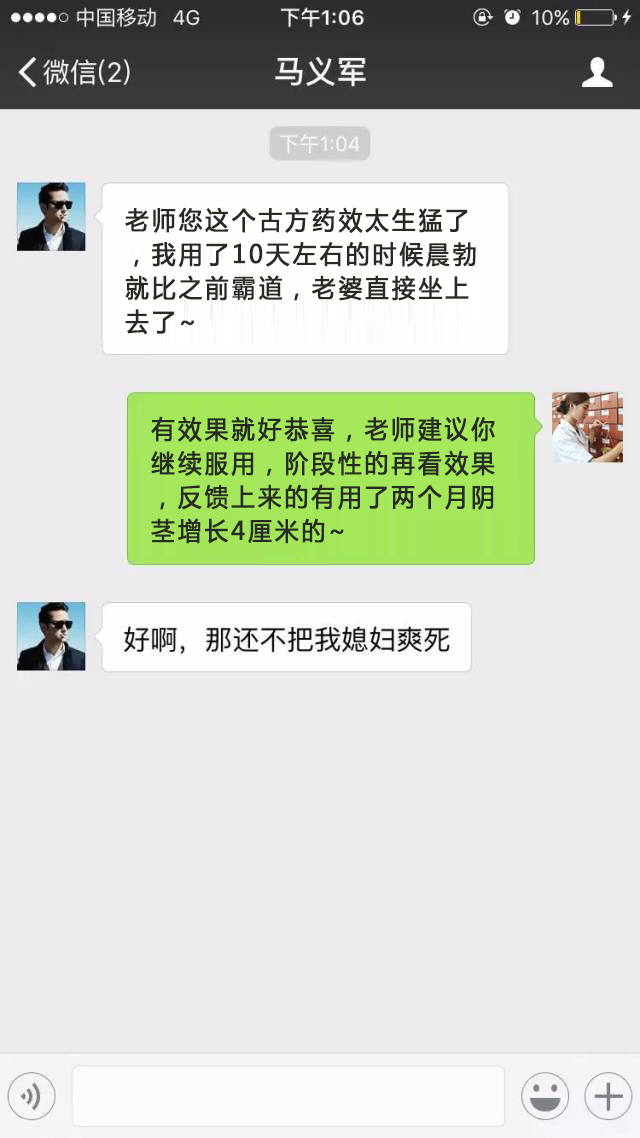 中国移动 4G 下午1:06 10%
微信(2) 马义军
下午1:04
老师您这个古方药效太生猛了
，我用了10天左右的时候晨勃
就比之前霸道，老婆直接坐上
去了~
有效果就好恭喜，老师建议你
继续服用，阶段性的再看效果
，反馈上来的有用了两个月阴
茎增长4厘米的~
好啊，那还不把我媳妇爽死